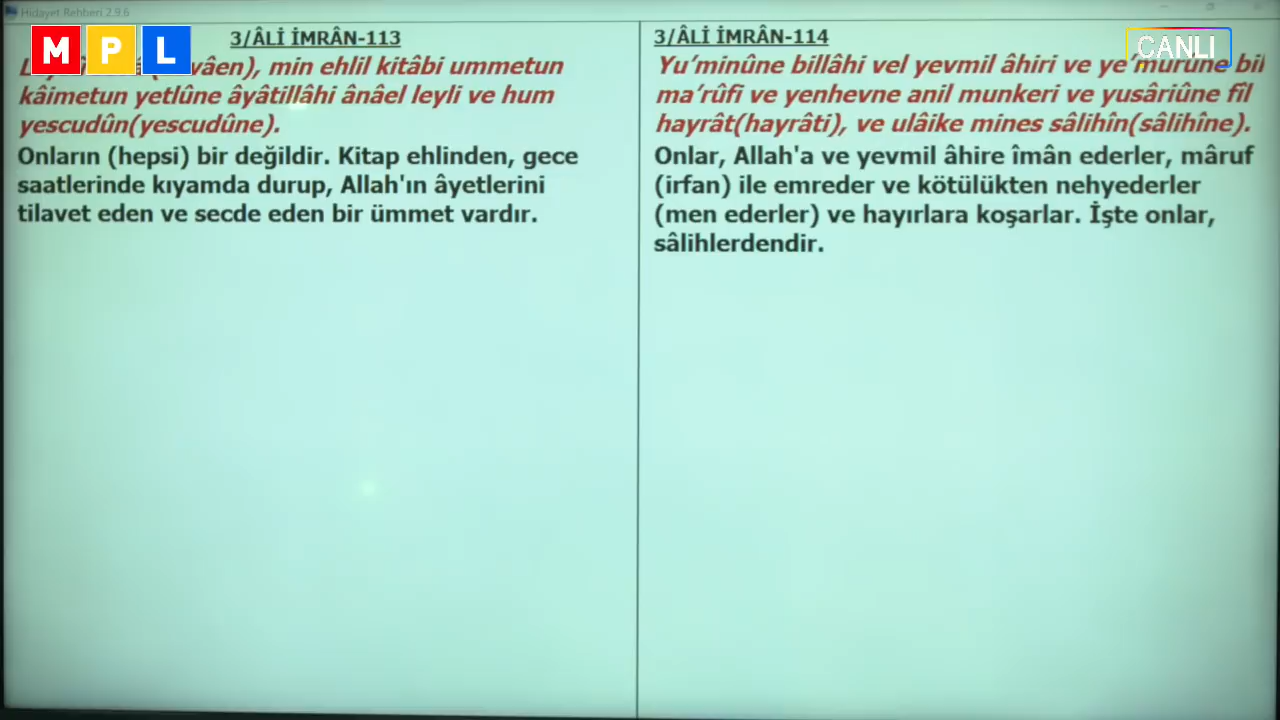 Hidayet Rehberi 2.9.6
MPL
CANLI
3/ÂLİ İMRÂN-113
vâen), min ehlil kitâbi ummetun
kâimetun yetlûne âyâtillâhi ânâel leyli ve hum
yescudûn(yescudûne).
Onların (hepsi) bir değildir. Kitap ehlinden, gece
saatlerinde kıyamda durup, Allah'ın âyetlerini
tilavet eden ve secde eden bir ümmet vardır.
3/ÂLİ İMRÂN-114
Yu’minûne billâhi vel yevmil âhiri ve ye’murûne bil
ma’rûfi ve yenhevne anil munkeri ve yusâriûne fîl
hayrât(hayrâti), ve ulâike mines sâlihîn(sâlihîne).
Onlar, Allah'a ve yevmil âhire îmân ederler, mâruf
(irfan) ile emreder ve kötülükten nehyederler
(men ederler) ve hayırlara koşarlar. İşte onlar,
sâlihlerdendir.